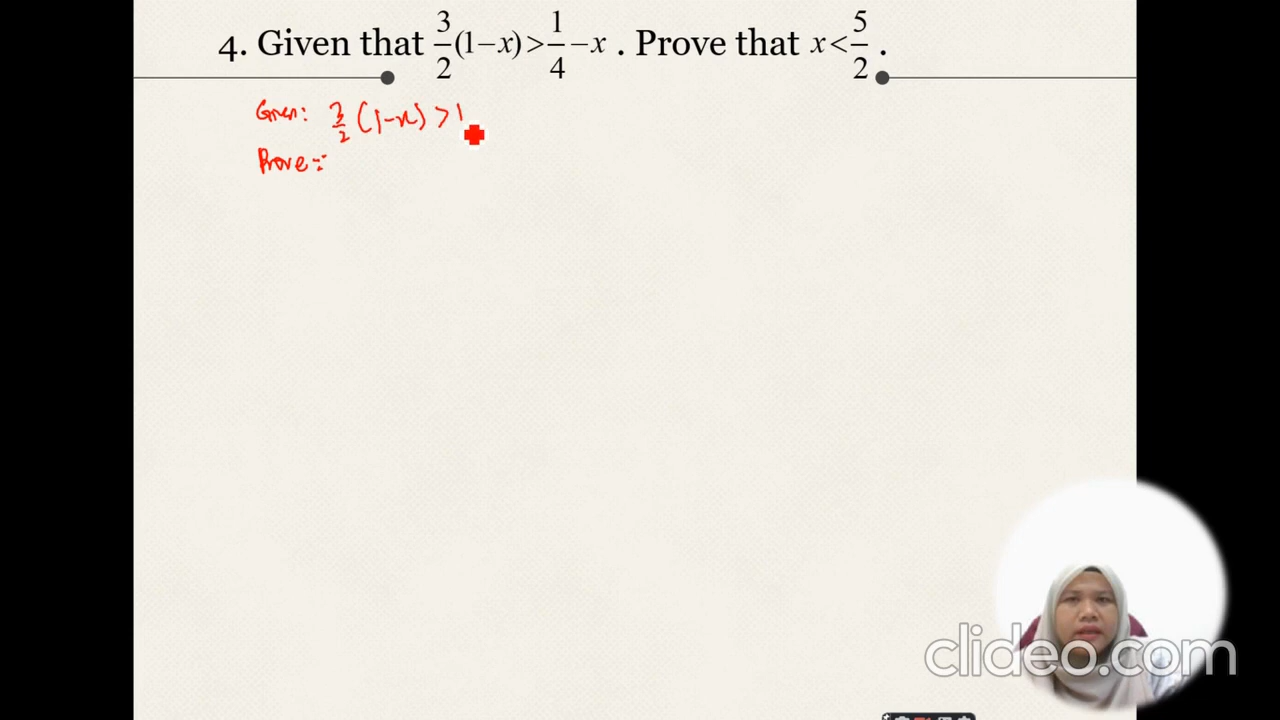 4. Given that 3/2(1−x)>1/4−x . Prove that x<5/2 .
Given: 3/2 (1-x) > 1
Prove :-
clideo.com